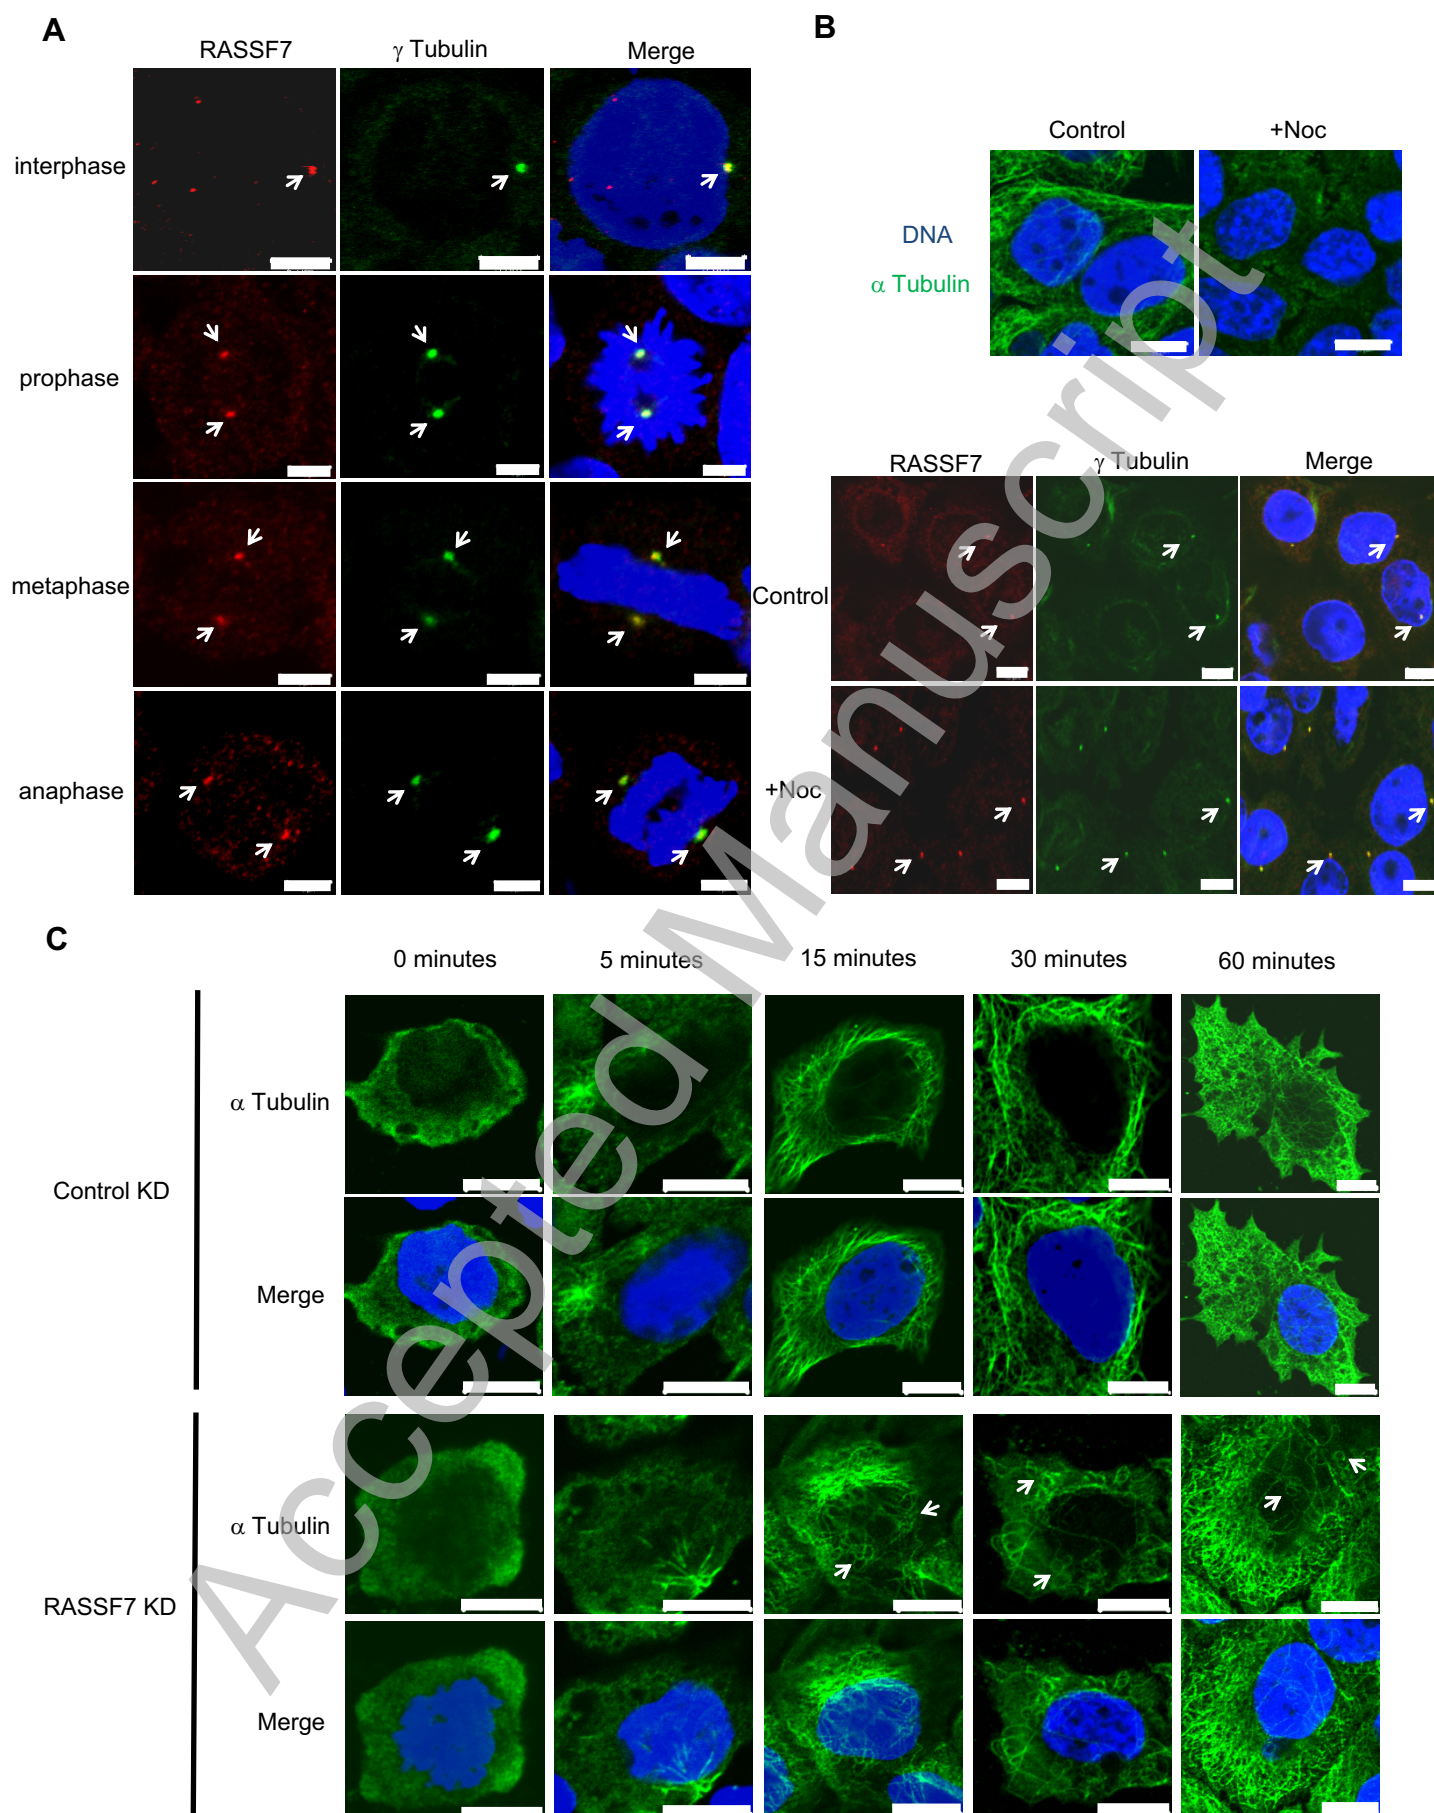 A
RASSF7
γ Tubulin
Merge
interphase
prophase
metaphase
anaphase
B
Control
+Noc
DNA
α Tubulin
RASSF7
γ Tubulin
Merge
Control
+Noc
C
0 minutes
5 minutes
15 minutes
30 minutes
60 minutes
Control KD
α Tubulin
Merge
RASSF7 KD
α Tubulin
Merge
Accepted Manuscript